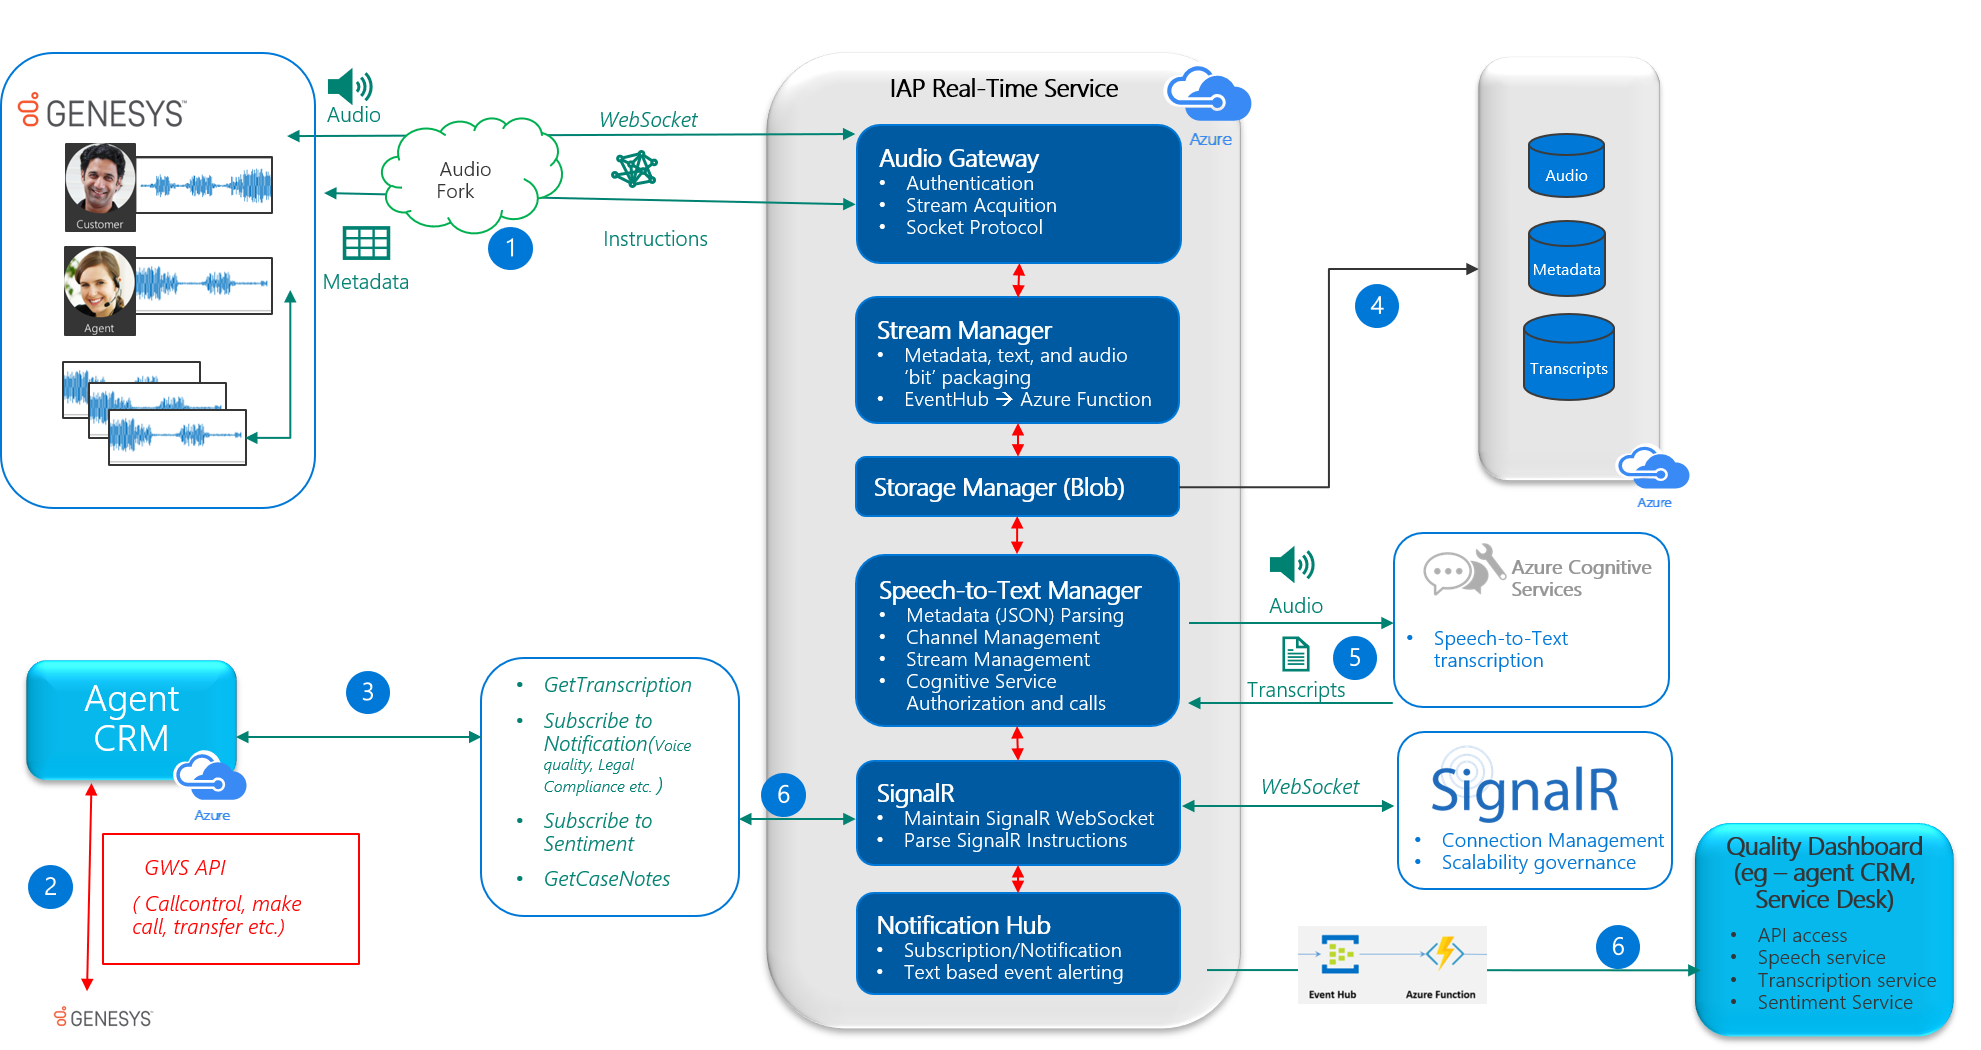 GENESYS™
Customer
Agent
Audio
Audio
Fork
1
Metadata
WebSocket
Instructions
IAP Real-Time Service
Azure
Audio Gateway
• Authentication
• Stream Acquition
• Socket Protocol
Stream Manager
• Metadata, text, and audio
‘bit’ packaging
• EventHub → Azure Function
Storage Manager (Blob)
Speech-to-Text Manager
• Metadata (JSON) Parsing
• Channel Management
• Stream Management
• Cognitive Service
Authorization and calls
SignalR
• Maintain SignalR WebSocket
• Parse SignalR Instructions
Notification Hub
• Subscription/Notification
• Text based event alerting
4
Audio
Metadata
Transcripts
Azure
Audio
5
Transcripts
Azure Cognitive
Services
• Speech-to-Text
transcription
WebSocket
SignalR
• Connection Management
• Scalability governance
Agent
CRM
Azure
3
• GetTranscription
• Subscribe to
Notification(Voice
quality, Legal
Compliance etc. )
• Subscribe to
Sentiment
• GetCaseNotes
6
2
GWS API
( Callcontrol, make
call, transfer etc.)
GENESYS™
Event Hub
Azure Function
6
Quality Dashboard
(eg – agent CRM,
Service Desk)
• API access
• Speech service
• Transcription service
• Sentiment Service